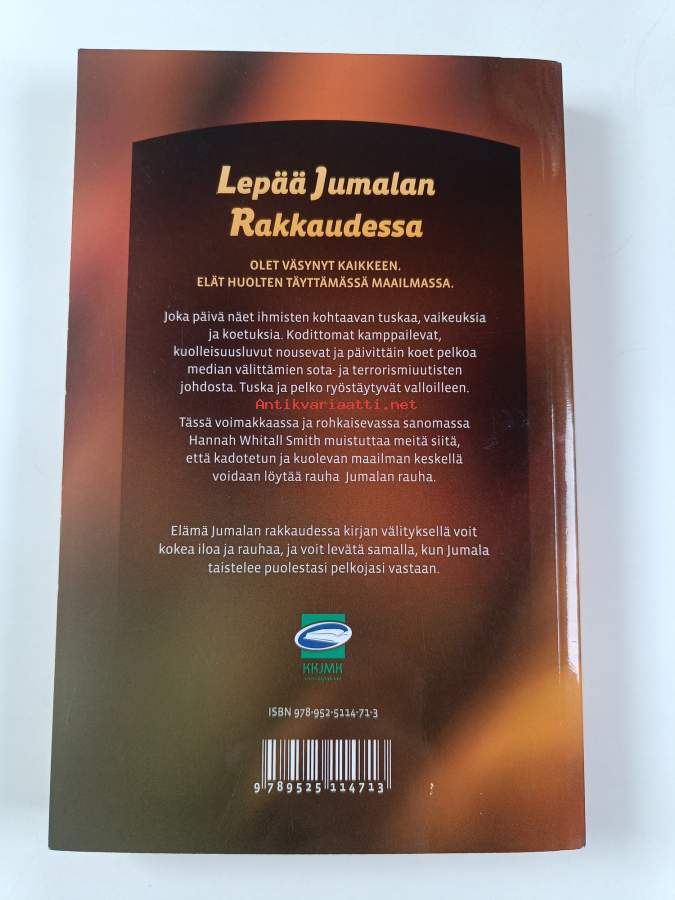 Lepää Jumalan
Rakkaudessa
OLET VÄSYNYT KAIKKEEN.
ELÄT HUOLTEN TÄYTTÄMÄSSÄ MAAILMASSA.
Joka päivä näet ihmisten kohtaavan tuskaa, vaikeuksia
ja koetuksia. Kodittomat kamppailevat,
kuolleisuusluvut nousevat ja päivittäin koet pelkoa
median välittämien sota- ja terrorismiuutisten
johdosta. Tuska ja pelko ryöstäytyvät valloilleen.
Antikvariaatti.net
Tässä voimakkaassa ja rohkaisevassa sanomassa
Hannah Whitall Smith muistuttaa meitä siitä,
että kadotetun ja kuolevan maailman keskellä
voidaan löytää rauha Jumalan rauha.
Elämä Jumalan rakkaudessa kirjan välityksellä voit
kokea iloa ja rauhaa, ja voit levätä samalla, kun Jumala
taistelee puolestasi pelkojasi vastaan.
KKJMK
ISBN 978-952-5114-71-3
9 789525 114713